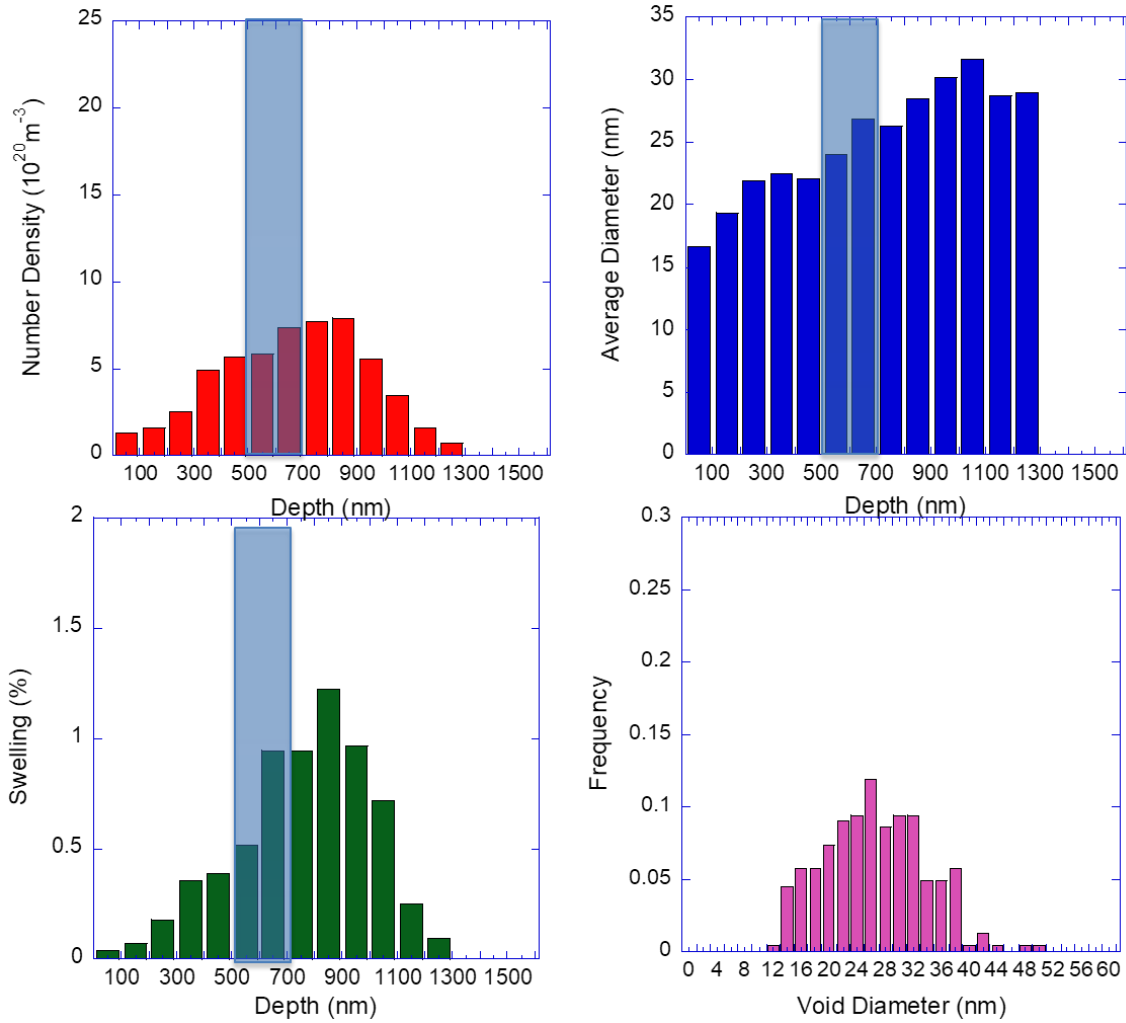 25
20
15
10
5
0
Number Density (10^20 m^-3)
100 300 500 700 900 1100 1300 1500
Depth (nm)
35
30
25
20
15
10
5
0
Average Diameter (nm)
100 300 500 700 900 1100 1300 1500
Depth (nm)
2
1.5
1
0.5
0
Swelling (%)
100 300 500 700 900 1100 1300 1500
Depth (nm)
0.3
0.25
0.2
0.15
0.1
0.05
0
Frequency
0 4 8 12 16 20 24 28 32 36 40 44 48 52 56 60
Void Diameter (nm)